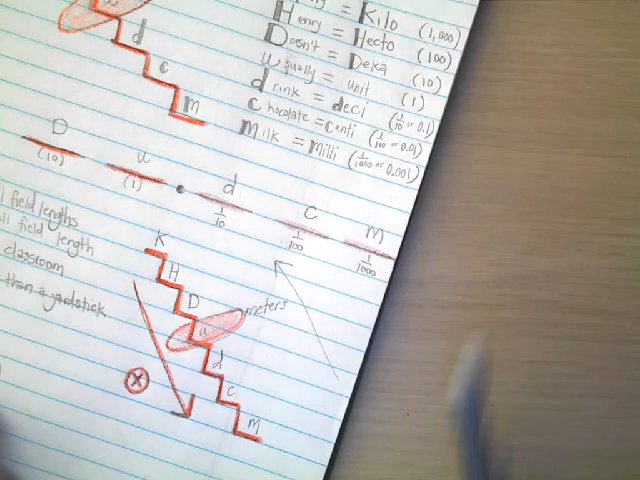 = Kilo (1,000)
Henry = Hecto (100)
Doesn't = Deka (10)
Usually = unit (1)
drink = deci (1/10 or 0.1)
chocolate = centi (1/100 or 0.01)
milk = milli (1/1000 or 0.001)
u
d
c
m
D u . d c m
(10) (1) 1/10 1/100 1/1000
field lengths
field length
classroom
than a yardstick
K
H
D
u meters
d
c
m
x